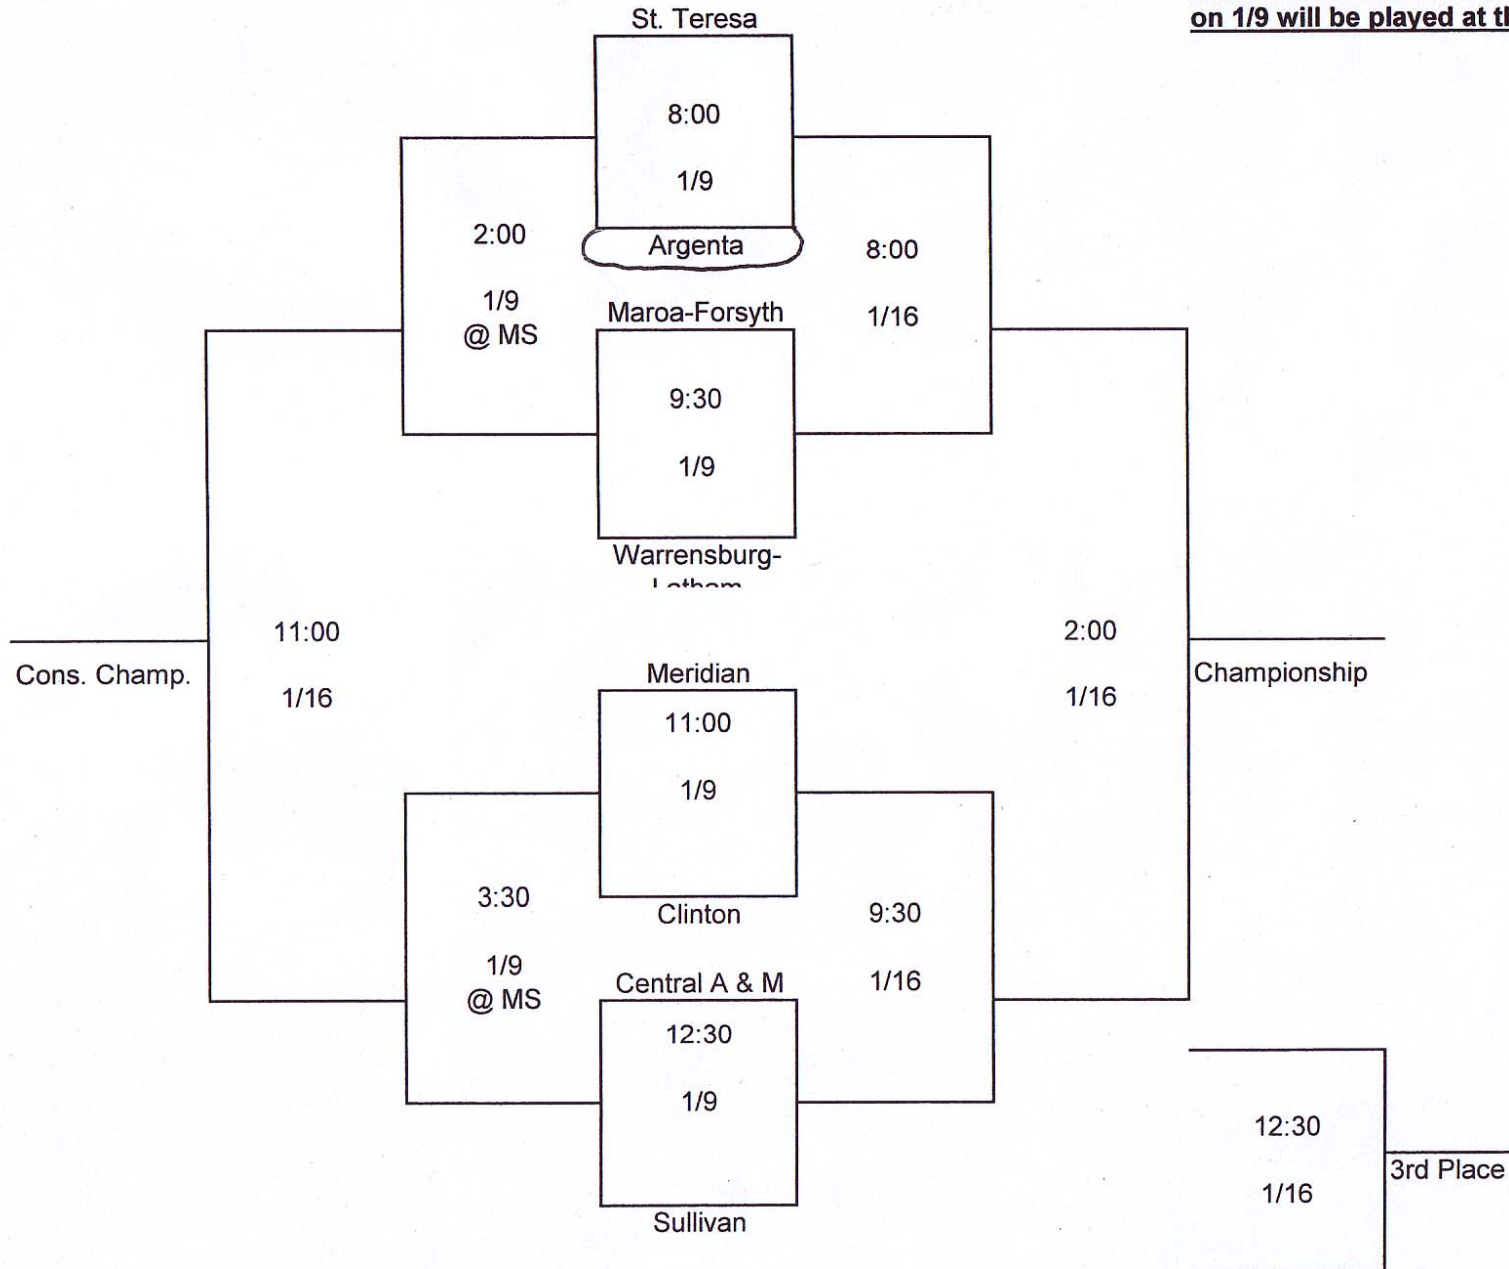 on 1/9 will be played at
St. Teresa
8:00
1/9
Argenta
2:00
1/9
@ MS
8:00
1/16
Maroa-Forsyth
9:30
1/9
Warrensburg-
11:00
1/16
Cons. Champ.
2:00
1/16
Championship
Meridian
11:00
1/9
Clinton
3:30
1/9
@ MS
9:30
1/16
Central A & M
12:30
1/9
Sullivan
12:30
1/16
3rd Place